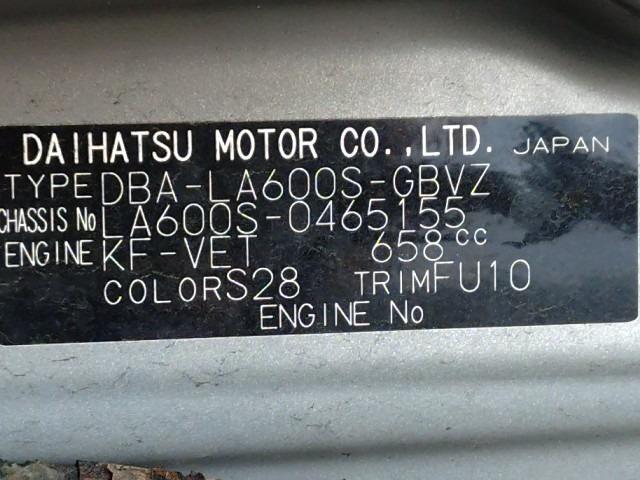 DAIHATSU MOTOR CO.,LTD. JAPAN
TYPE DBA-LA600S-GBVZ
CHASSIS No LA600S-0465155
ENGINE KF-VET 658cc
COLOR S28 TRIM FU10
ENGINE No